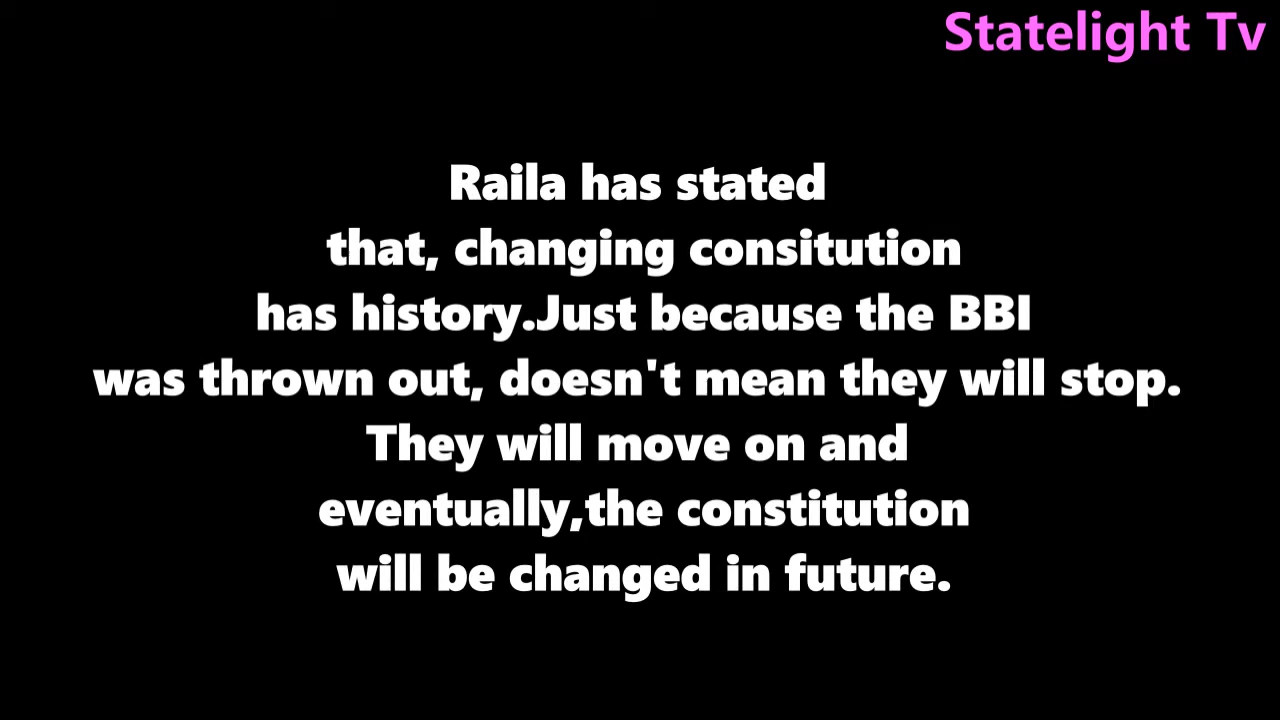 Statelight Tv
Raila has stated
that, changing consitution
has history.Just because the BBI
was thrown out, doesn't mean they will stop.
They will move on and
eventually,the constitution
will be changed in future.